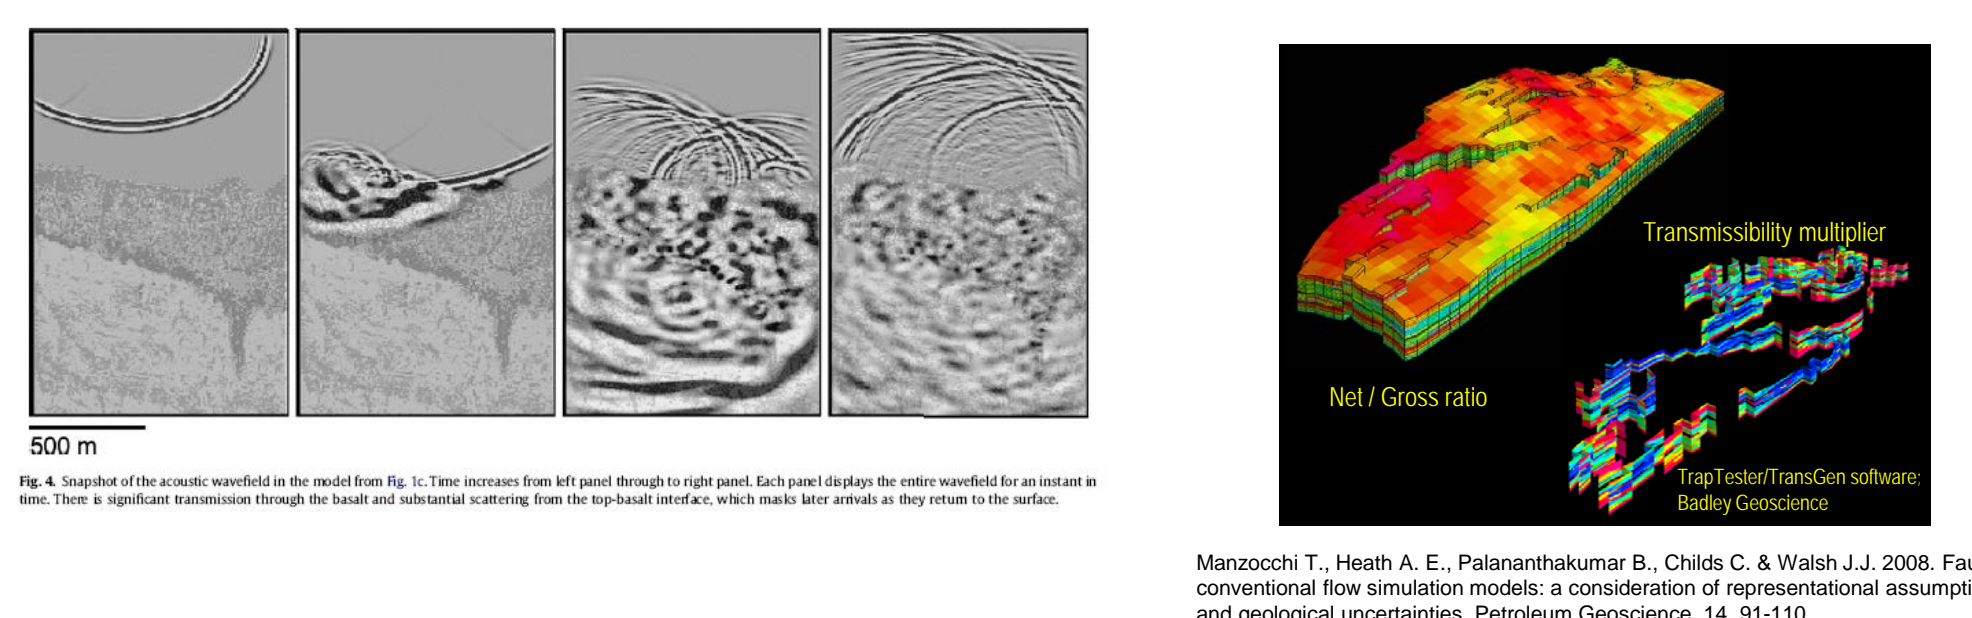 500 m
Fig. 4. Snapshot of the acoustic wavefield in the model from Fig. 1c. Time increases from left panel through to right panel. Each panel displays the entire wavefield for an instant in
time. There is significant transmission through the basalt and substantial scattering from the top-basalt interface, which masks later arrivals as they return to the surface.
Transmissibility multiplier
Net / Gross ratio
TrapTester/TransGen software;
Badley Geoscience
Manzocchi T., Heath A. E., Palananthakumar B., Childs C. & Walsh J.J. 2008. Fau
conventional flow simulation models: a consideration of representational assumpti
and geological uncertainties. Petroleum Geoscience, 14, 91-110